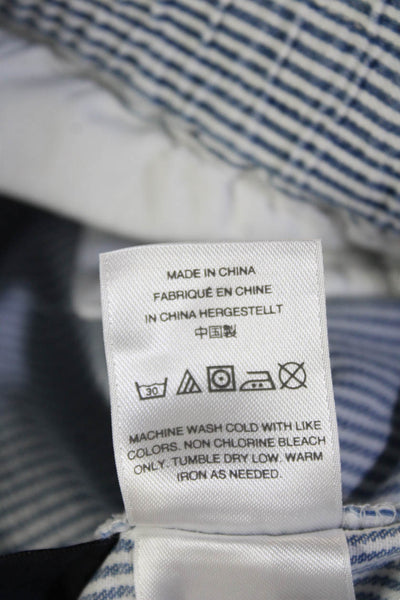 MADE IN CHINA
FABRIQUÉ EN CHINE
IN CHINA HERGESTELLT
中国製
30
MACHINE WASH COLD WITH LIKE
COLORS. NON CHLORINE BLEACH
ONLY. TUMBLE DRY LOW. WARM
IRON AS NEEDED.